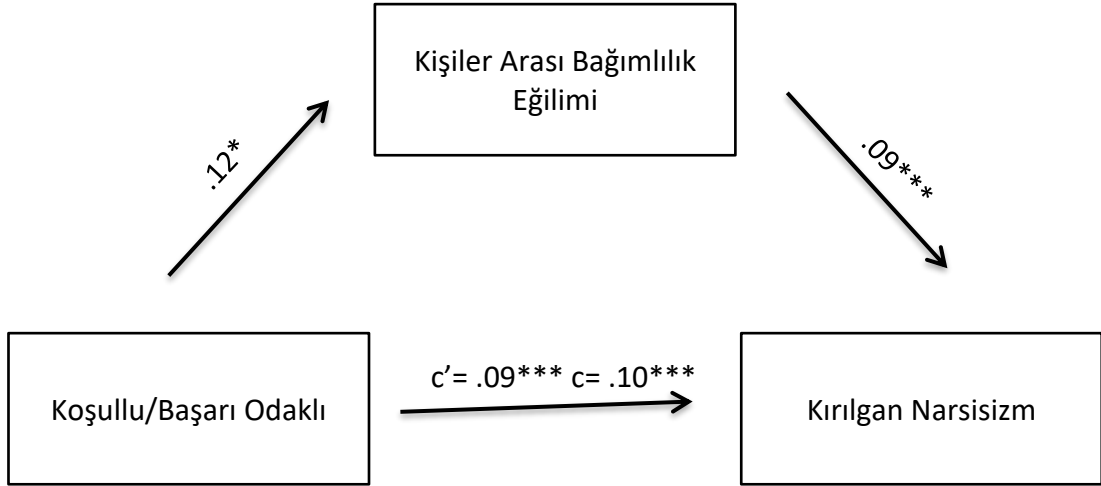 Kişiler Arası Bağımlılık
Eğilimi
.12*
.09***
c’= .09*** c= .10***
Koşullu/Başarı Odaklı
Kırılgan Narsisizm